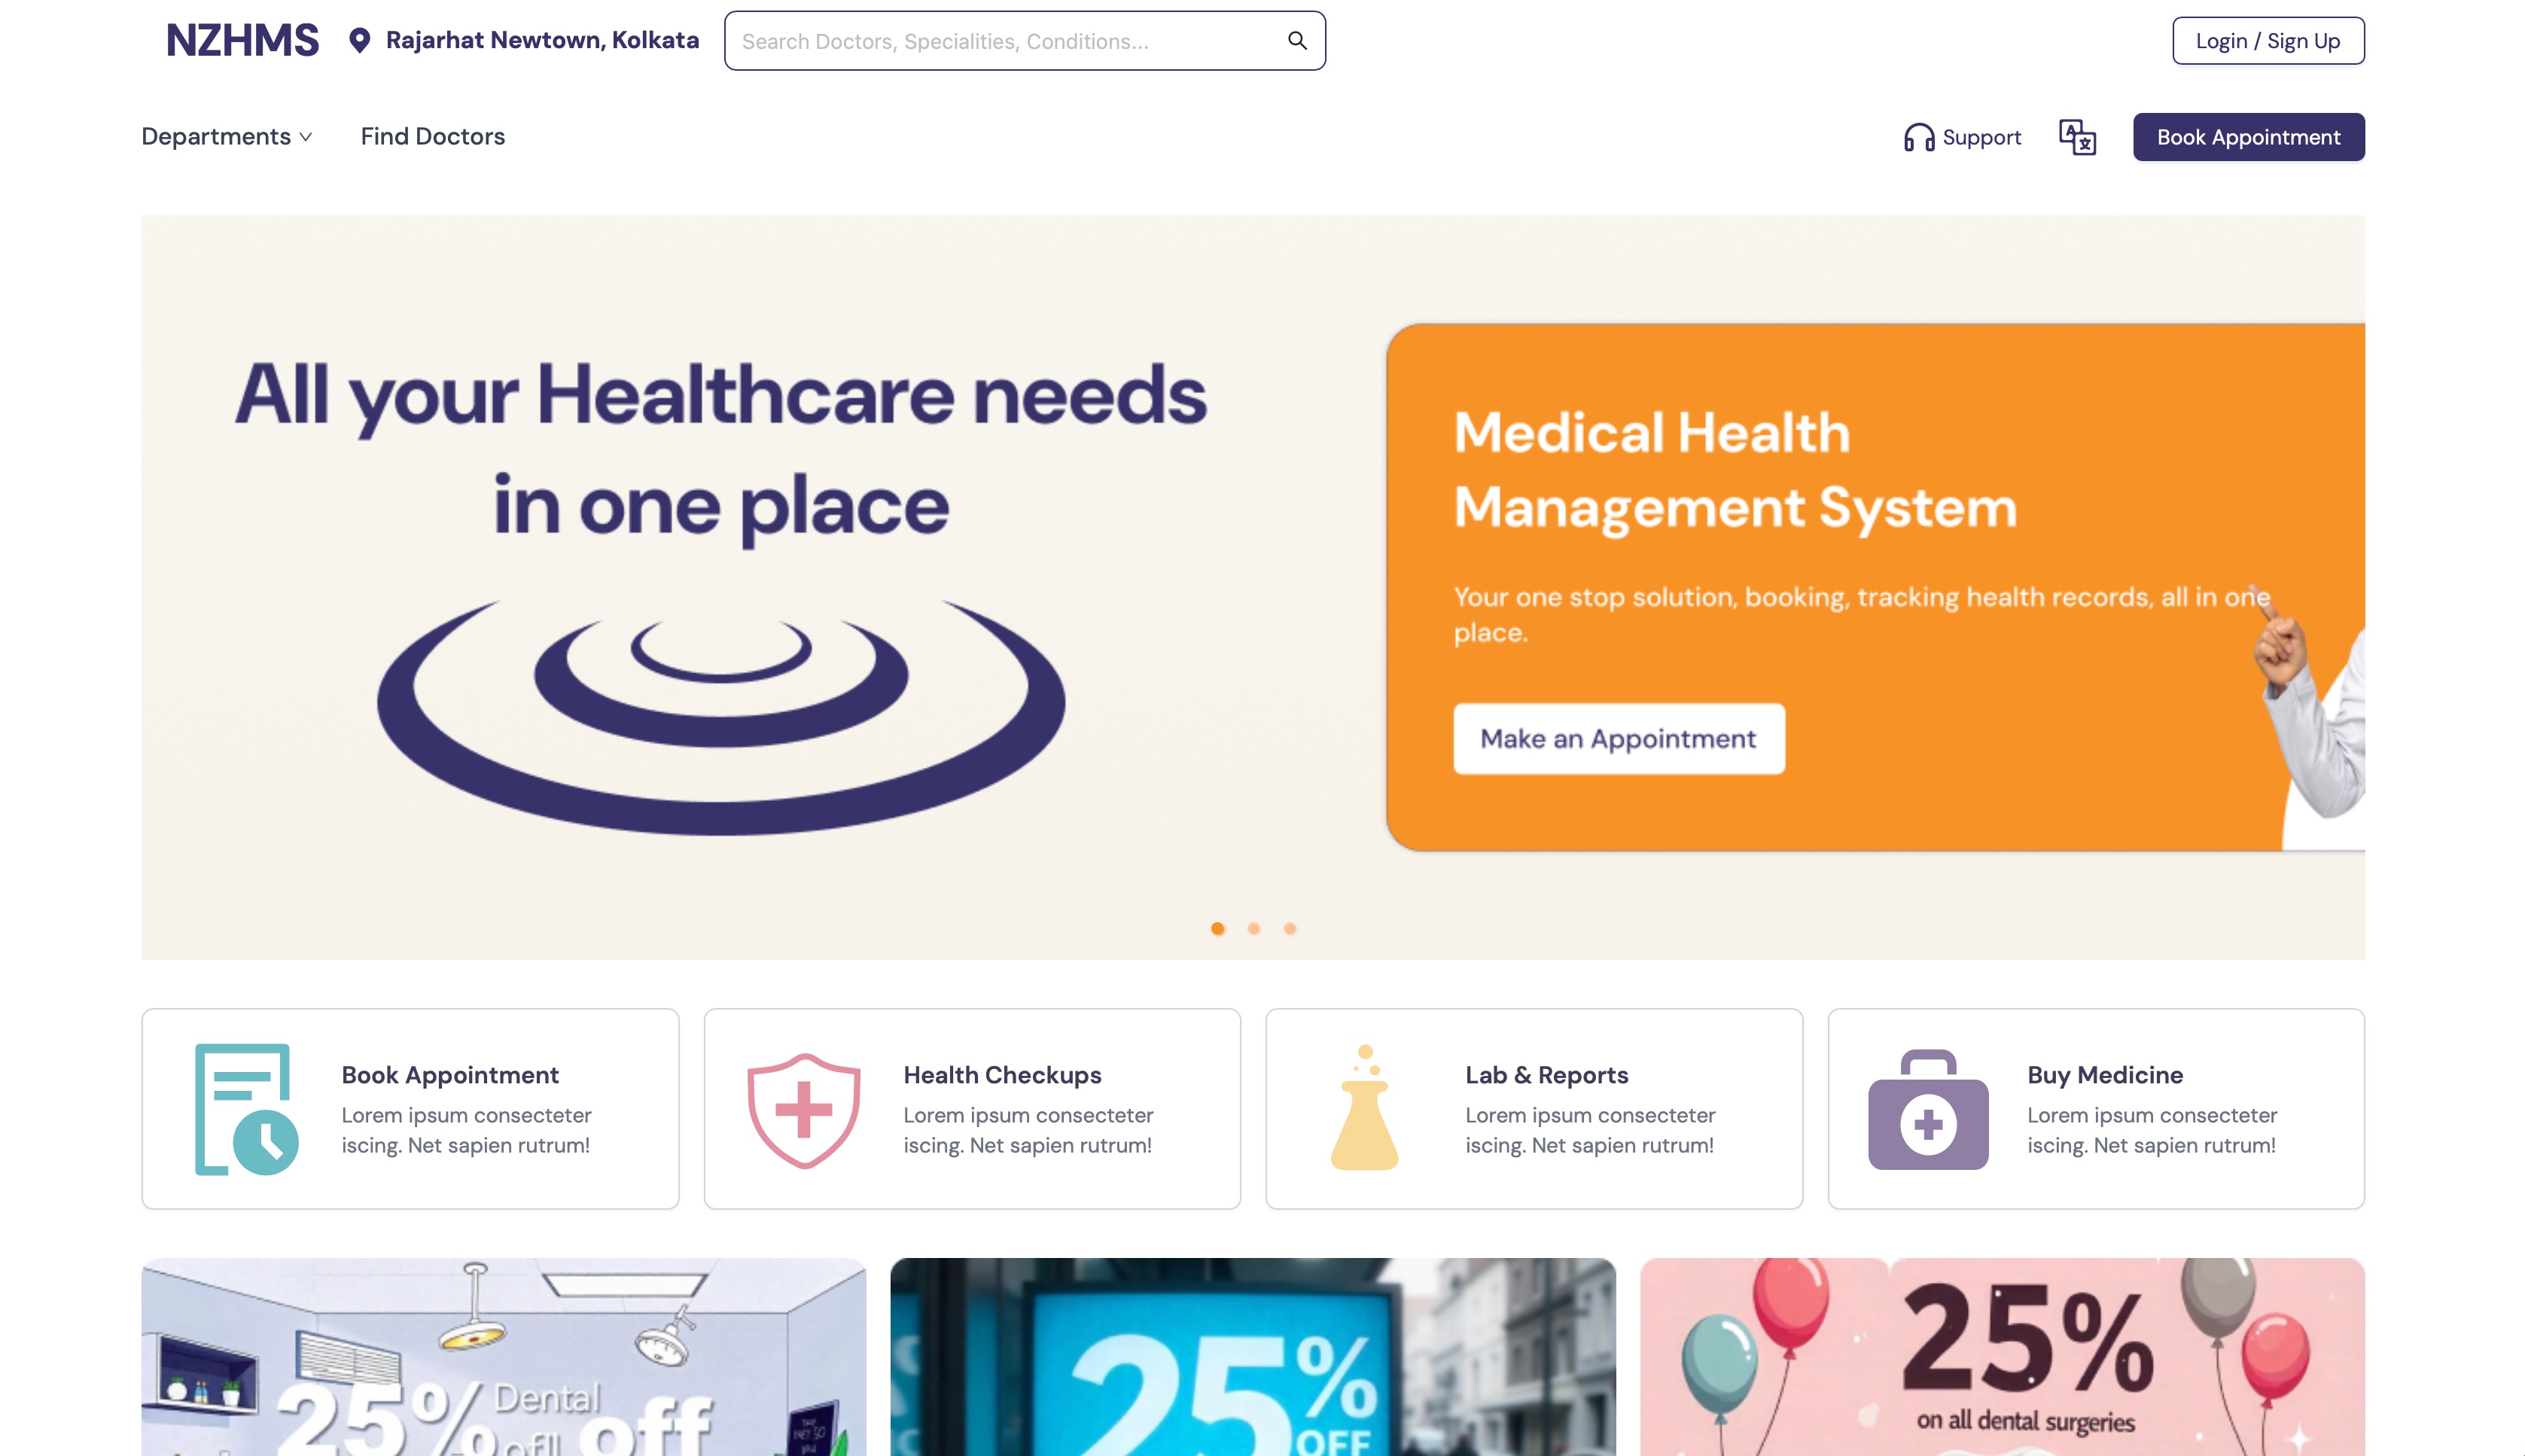 NZHMS
Rajarhat Newtown, Kolkata
Search Doctors, Specialities, Conditions...
Login / Sign Up
Departments
Find Doctors
Support
Book Appointment
All your Healthcare needs
in one place
Medical Health
Management System
Your one stop solution, booking, tracking health records, all in one
place.
Make an Appointment
Book Appointment
Lorem ipsum consecteter
iscing. Net sapien rutrum!
Health Checkups
Lorem ipsum consecteter
iscing. Net sapien rutrum!
Lab & Reports
Lorem ipsum consecteter
iscing. Net sapien rutrum!
Buy Medicine
Lorem ipsum consecteter
iscing. Net sapien rutrum!
25% Dental
off
25%
OFF
25%
on all dental surgeries